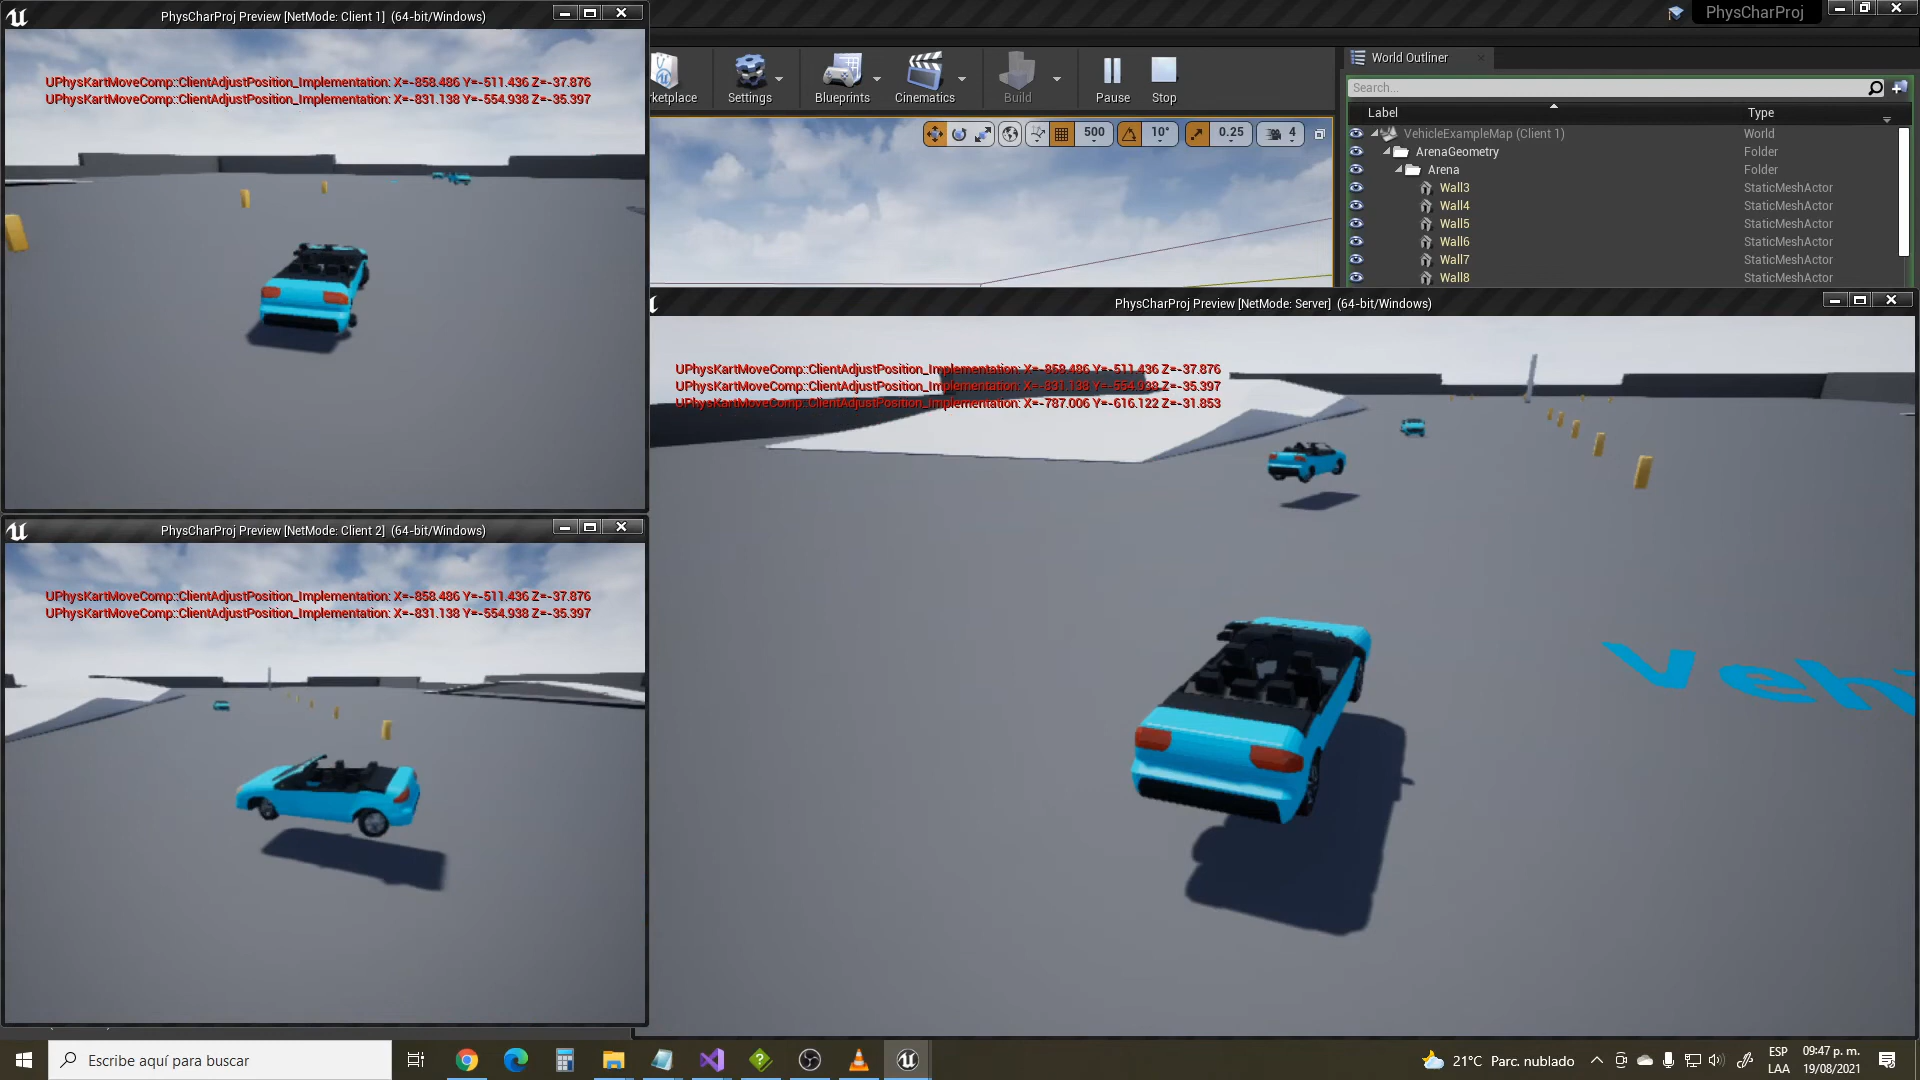 PhysCharProj Preview [NetMode: Client 1] (64-bit/Windows)
UPhysKartMoveComp::ClientAdjustPosition_Implementation: X=-858.486 Y=-511.436 Z=-37.876
UPhysKartMoveComp::ClientAdjustPosition_Implementation: X=-831.138 Y=-554.938 Z=-35.397
PhysCharProj
rketplace
Settings
Blueprints
Cinematics
Build
Pause
Stop
500
10°
0.25
4
World Outliner
Search...
Label
Type
VehicleExampleMap (Client 1)
World
ArenaGeometry
Folder
Arena
Folder
Wall3
StaticMeshActor
Wall4
StaticMeshActor
Wall5
StaticMeshActor
Wall6
StaticMeshActor
Wall7
StaticMeshActor
Wall8
StaticMeshActor
PhysCharProj Preview [NetMode: Server] (64-bit/Windows)
UPhysKartMoveComp::ClientAdjustPosition_Implementation: X=-858.486 Y=-511.436 Z=-37.876
UPhysKartMoveComp::ClientAdjustPosition_Implementation: X=-831.138 Y=-554.938 Z=-35.397
UPhysKartMoveComp::ClientAdjustPosition_Implementation: X=-787.006 Y=-616.122 Z=-31.853
Vehi
PhysCharProj Preview [NetMode: Client 2] (64-bit/Windows)
UPhysKartMoveComp::ClientAdjustPosition_Implementation: X=-858.486 Y=-511.436 Z=-37.876
UPhysKartMoveComp::ClientAdjustPosition_Implementation: X=-831.138 Y=-554.938 Z=-35.397
Escribe aquí para buscar
21°C Parc. nublado
ESP
LAA
09:47 p. m.
19/08/2021